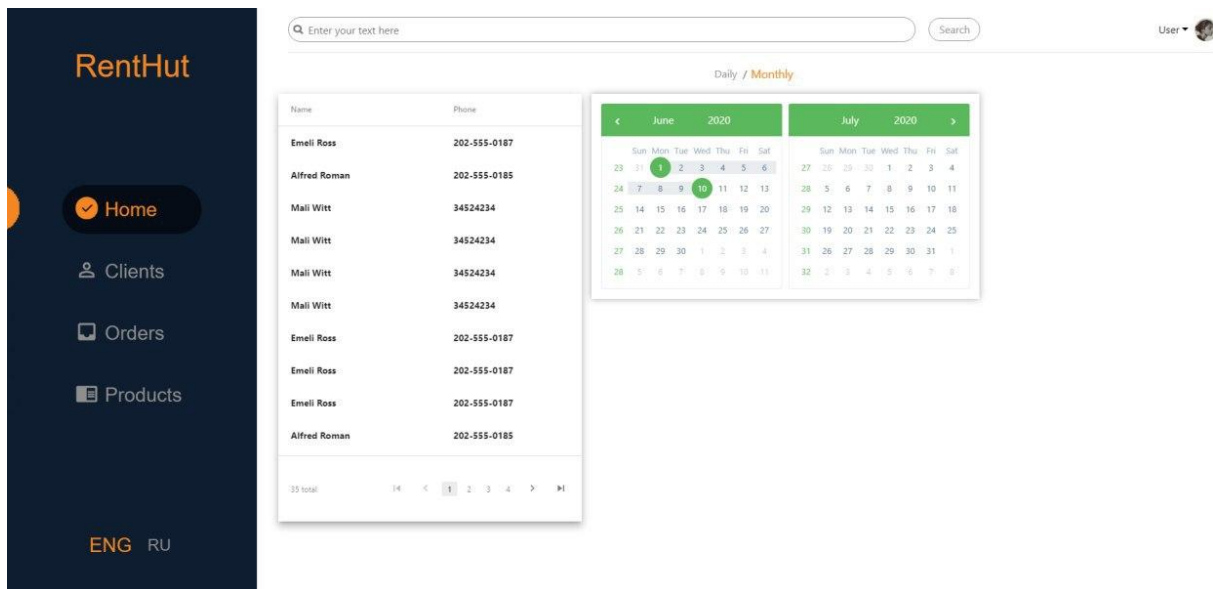 RentHut
Home
Clients
Orders
Products
ENG RU
Enter your text here
Search
User
Daily / Monthly
Name Phone
Emeli Ross 202-555-0187
Alfred Roman 202-555-0185
Mali Witt 34524234
Mali Witt 34524234
Mali Witt 34524234
Mali Witt 34524234
Emeli Ross 202-555-0187
Emeli Ross 202-555-0187
Emeli Ross 202-555-0187
Alfred Roman 202-555-0185
35 total 1 2 3 4
June 2020
Sun Mon Tue Wed Thu Fri Sat
23 31 1 2 3 4 5 6
24 7 8 9 10 11 12 13
25 14 15 16 17 18 19 20
26 21 22 23 24 25 26 27
27 28 29 30 1 2 3 4
28 5 6 7 8 9 10 11
July 2020
Sun Mon Tue Wed Thu Fri Sat
27 28 29 30 1 2 3 4
28 5 6 7 8 9 10 11
29 12 13 14 15 16 17 18
30 19 20 21 22 23 24 25
31 26 27 28 29 30 31 1
32 2 3 4 5 6 7 8